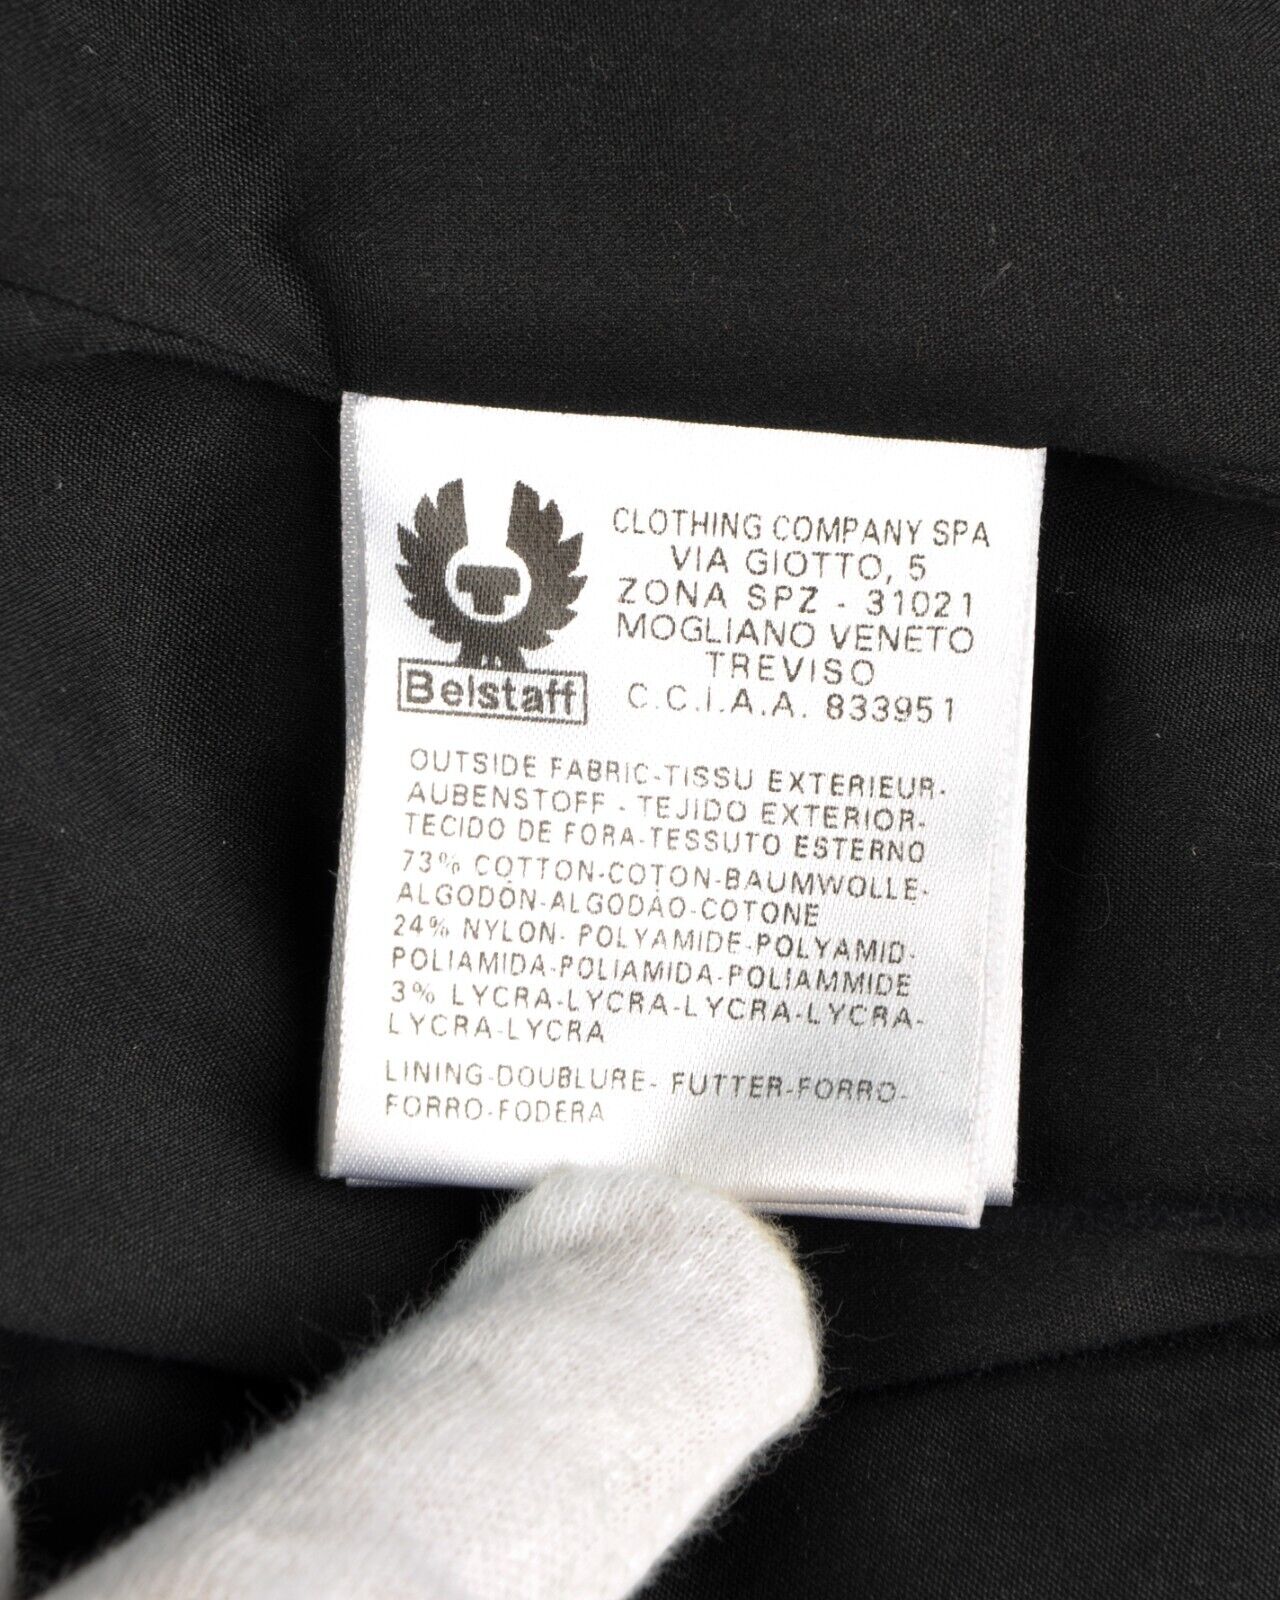 Belstaff
CLOTHING COMPANY SPA
VIA GIOTTO, 5
ZONA SPZ - 31021
MOGLIANO VENETO
TREVISO
C.C.I.A.A. 833951
OUTSIDE FABRIC-TISSU EXTERIEUR-
AUBENSTOFF - TEJIDO EXTERIOR-
TECIDO DE FORA-TESSUTO ESTERNO
73% COTTON-COTON-BAUMWOLLE-
ALGODÓN-ALGODAO-COTONE
24% NYLON- POLYAMIDE-POLYAMID-
POLIAMIDA-POLIAMIDA-POLIAMMIDE
3% LYCRA-LYCRA-LYCRA-LYCRA-
LYCRA-LYCRA
LINING-DOUBLURE- FUTTER-FORRO-
FORRO-FODERA